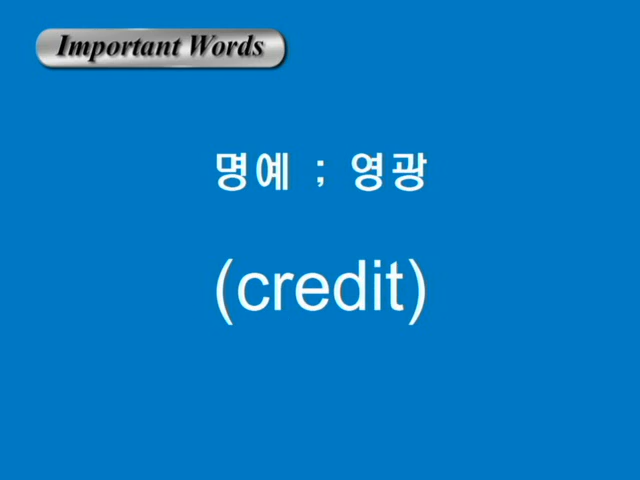 Important Words
명예 ; 영광
(credit)